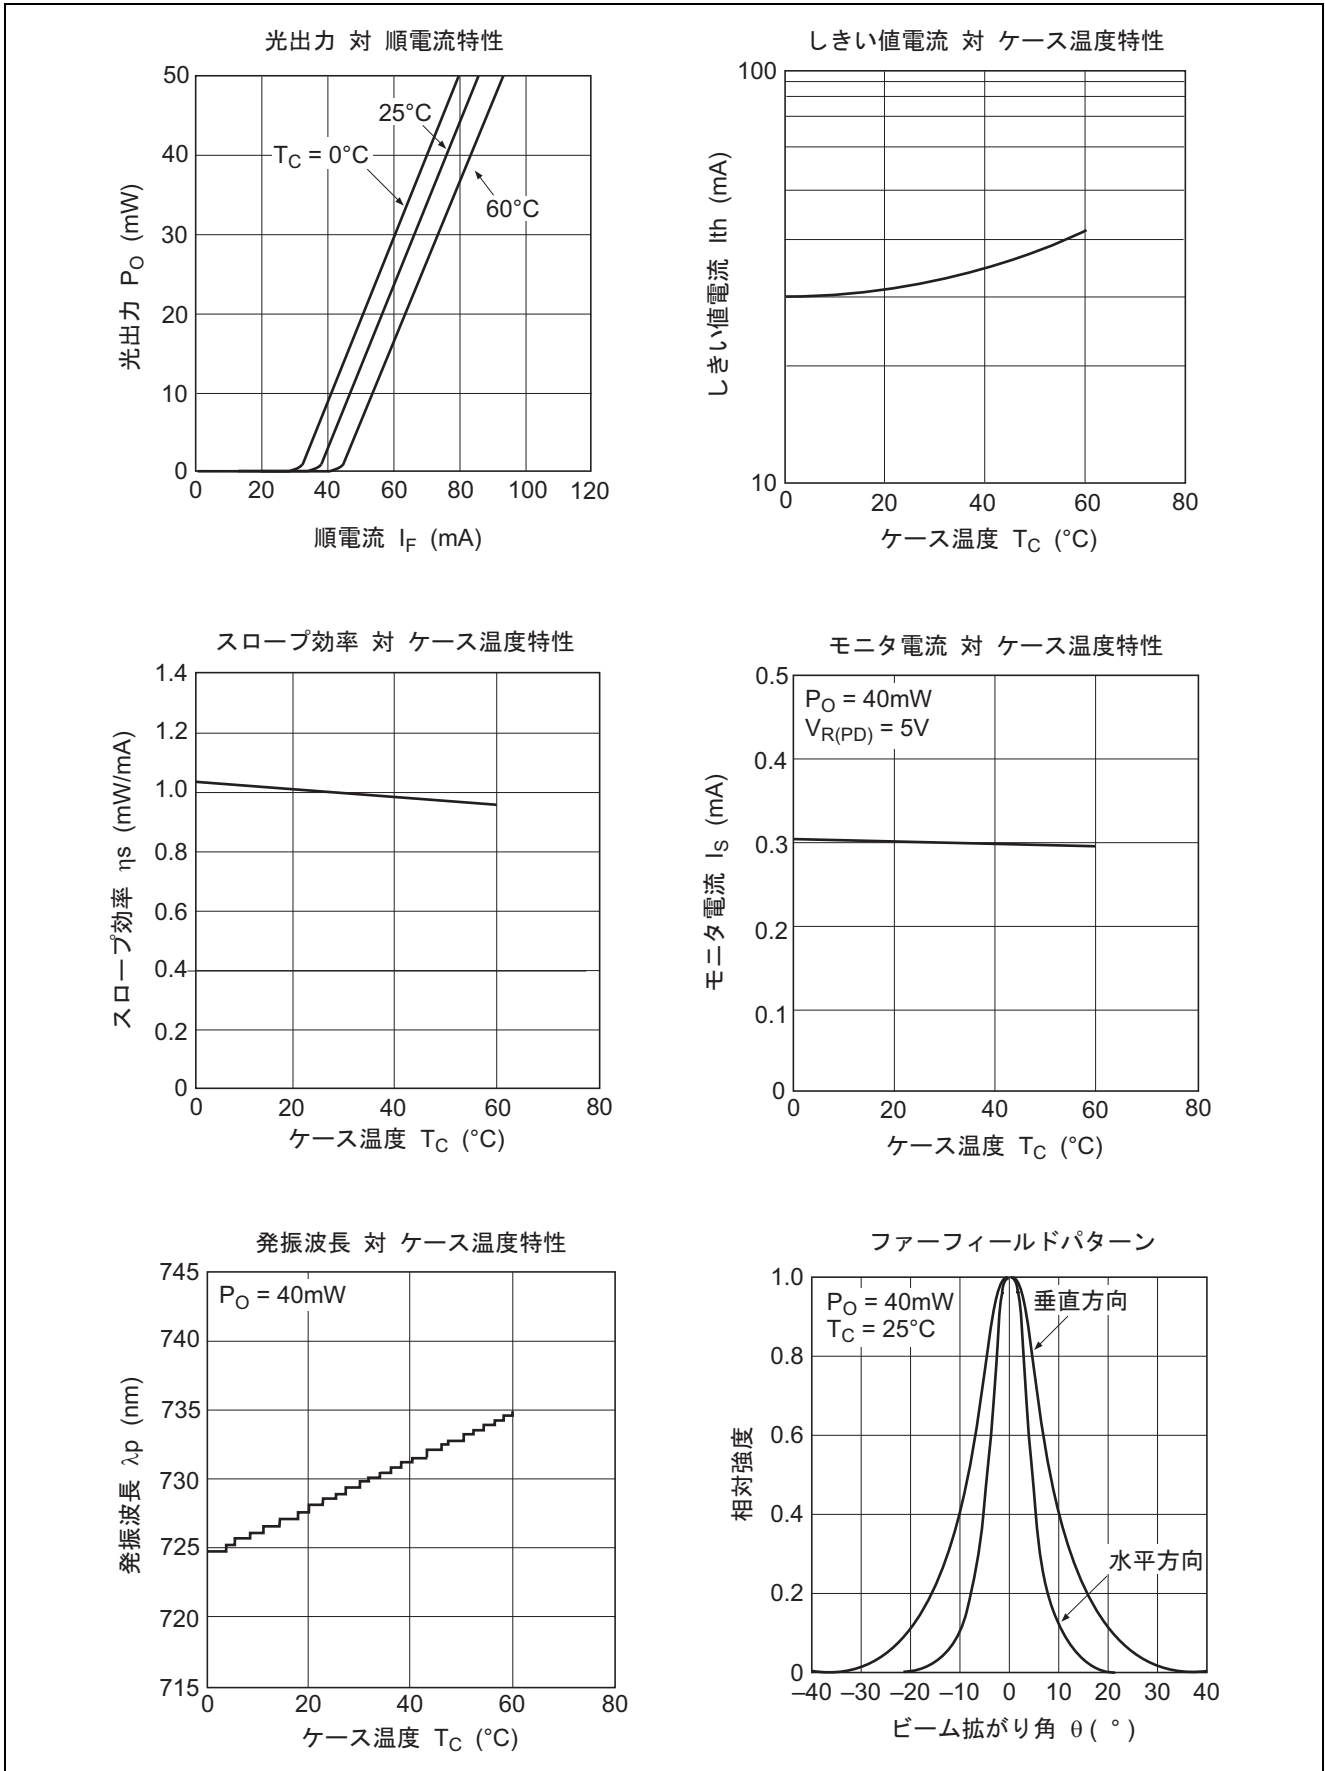 光出力 対 順電流特性
50
40
30
20
10
0
0 20 40 60 80 100 120
25°C
TC = 0°C
60°C
光出力 PO (mW)
順電流 IF (mA)
しきい値電流 対 ケース温度特性
100
10
0 20 40 60 80
しきい値電流 Ith (mA)
ケース温度 TC (°C)
スロープ効率 対 ケース温度特性
1.4
1.2
1.0
0.8
0.6
0.4
0.2
0
0 20 40 60 80
スロープ効率 ηs (mW/mA)
ケース温度 TC (°C)
モニタ電流 対 ケース温度特性
PO = 40mW
VR(PD) = 5V
0.5
0.4
0.3
0.2
0.1
0
0 20 40 60 80
モニタ電流 IS (mA)
ケース温度 TC (°C)
発振波長 対 ケース温度特性
PO = 40mW
745
740
735
730
725
720
715
0 20 40 60 80
発振波長 λp (nm)
ケース温度 TC (°C)
ファーフィールドパターン
PO = 40mW
TC = 25°C
垂直方向
水平方向
1.0
0.8
0.6
0.4
0.2
0
–40 –30 –20 –10 0 10 20 30 40
相対強度
ビーム拡がり角 θ ( ° )